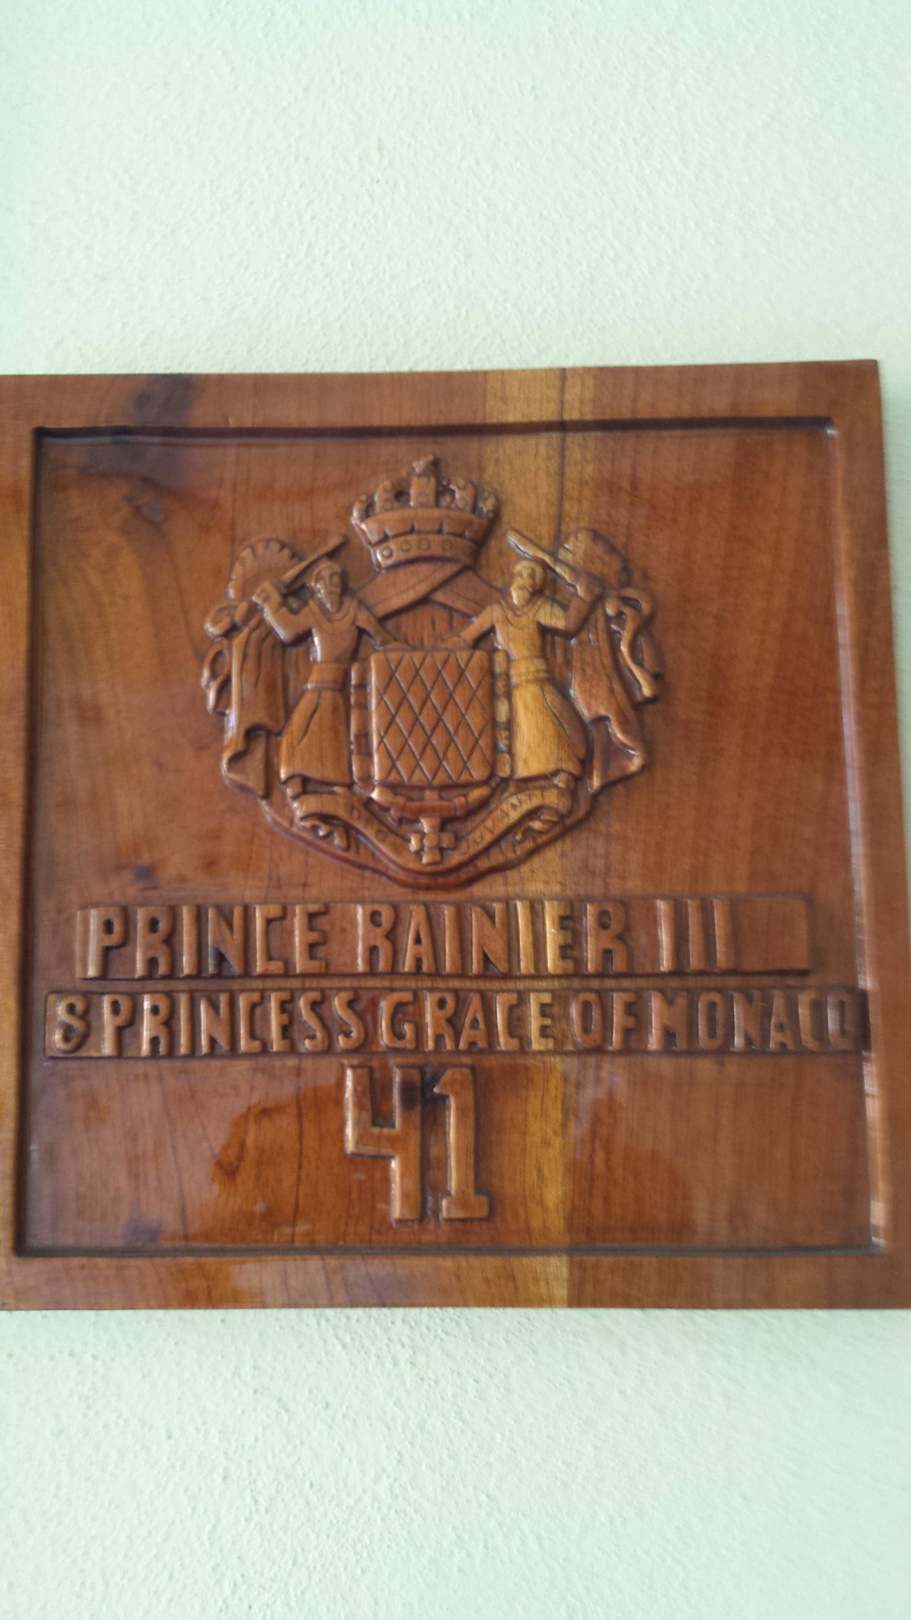 PRINCE RAINIER III
& PRINCESS GRACE OF MONACO
41